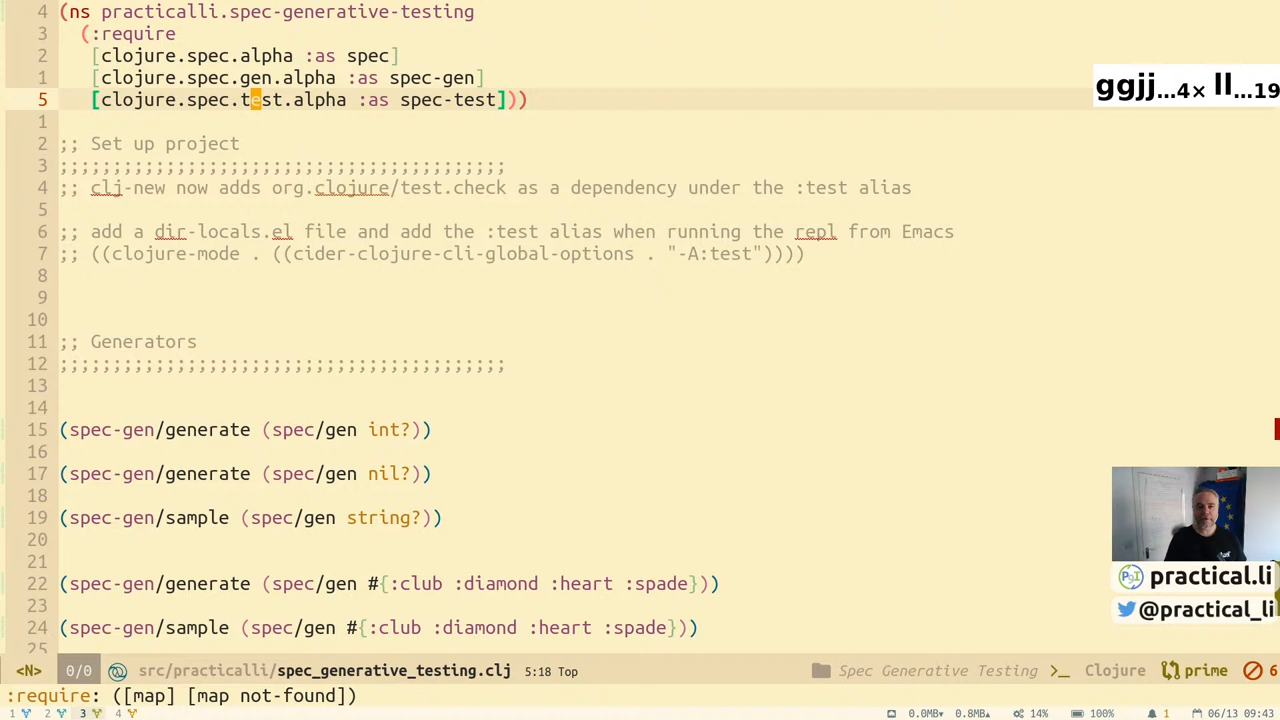 4 (ns practicalli.spec-generative-testing
3 (:require
2 [clojure.spec.alpha :as spec]
1 [clojure.spec.gen.alpha :as spec-gen]
5 [clojure.spec.test.alpha :as spec-test]))
ggjj...4× ll...19
1
2 ;; Set up project
3 ;;;;;;;;;;;;;;;;;;;;;;;;;;;;;;;;;;;;;;;;;;
4 ;; clj-new now adds org.clojure/test.check as a dependency under the :test alias
5
6 ;; add a dir-locals.el file and add the :test alias when running the repl from Emacs
7 ;; ((clojure-mode . ((cider-clojure-cli-global-options . "-A:test"))))
8
9
10
11 ;; Generators
12 ;;;;;;;;;;;;;;;;;;;;;;;;;;;;;;;;;;;;;;;;;;
13
14
15 (spec-gen/generate (spec/gen int?))
16
17 (spec-gen/generate (spec/gen nil?))
18
19 (spec-gen/sample (spec/gen string?))
20
21
22 (spec-gen/generate (spec/gen #{:club :diamond :heart :spade}))
23
24 (spec-gen/sample (spec/gen #{:club :diamond :heart :spade}))
25
practical.li
@practical_li
<N> 0/0 src/practicalli/spec_generative_testing.clj 5:18 Top Spec Generative Testing Clojure prime 6
:require: ([map] [map not-found])
1 2 3 4 0.0MB 0.8MB 14% 100% 1 06/13 09:43